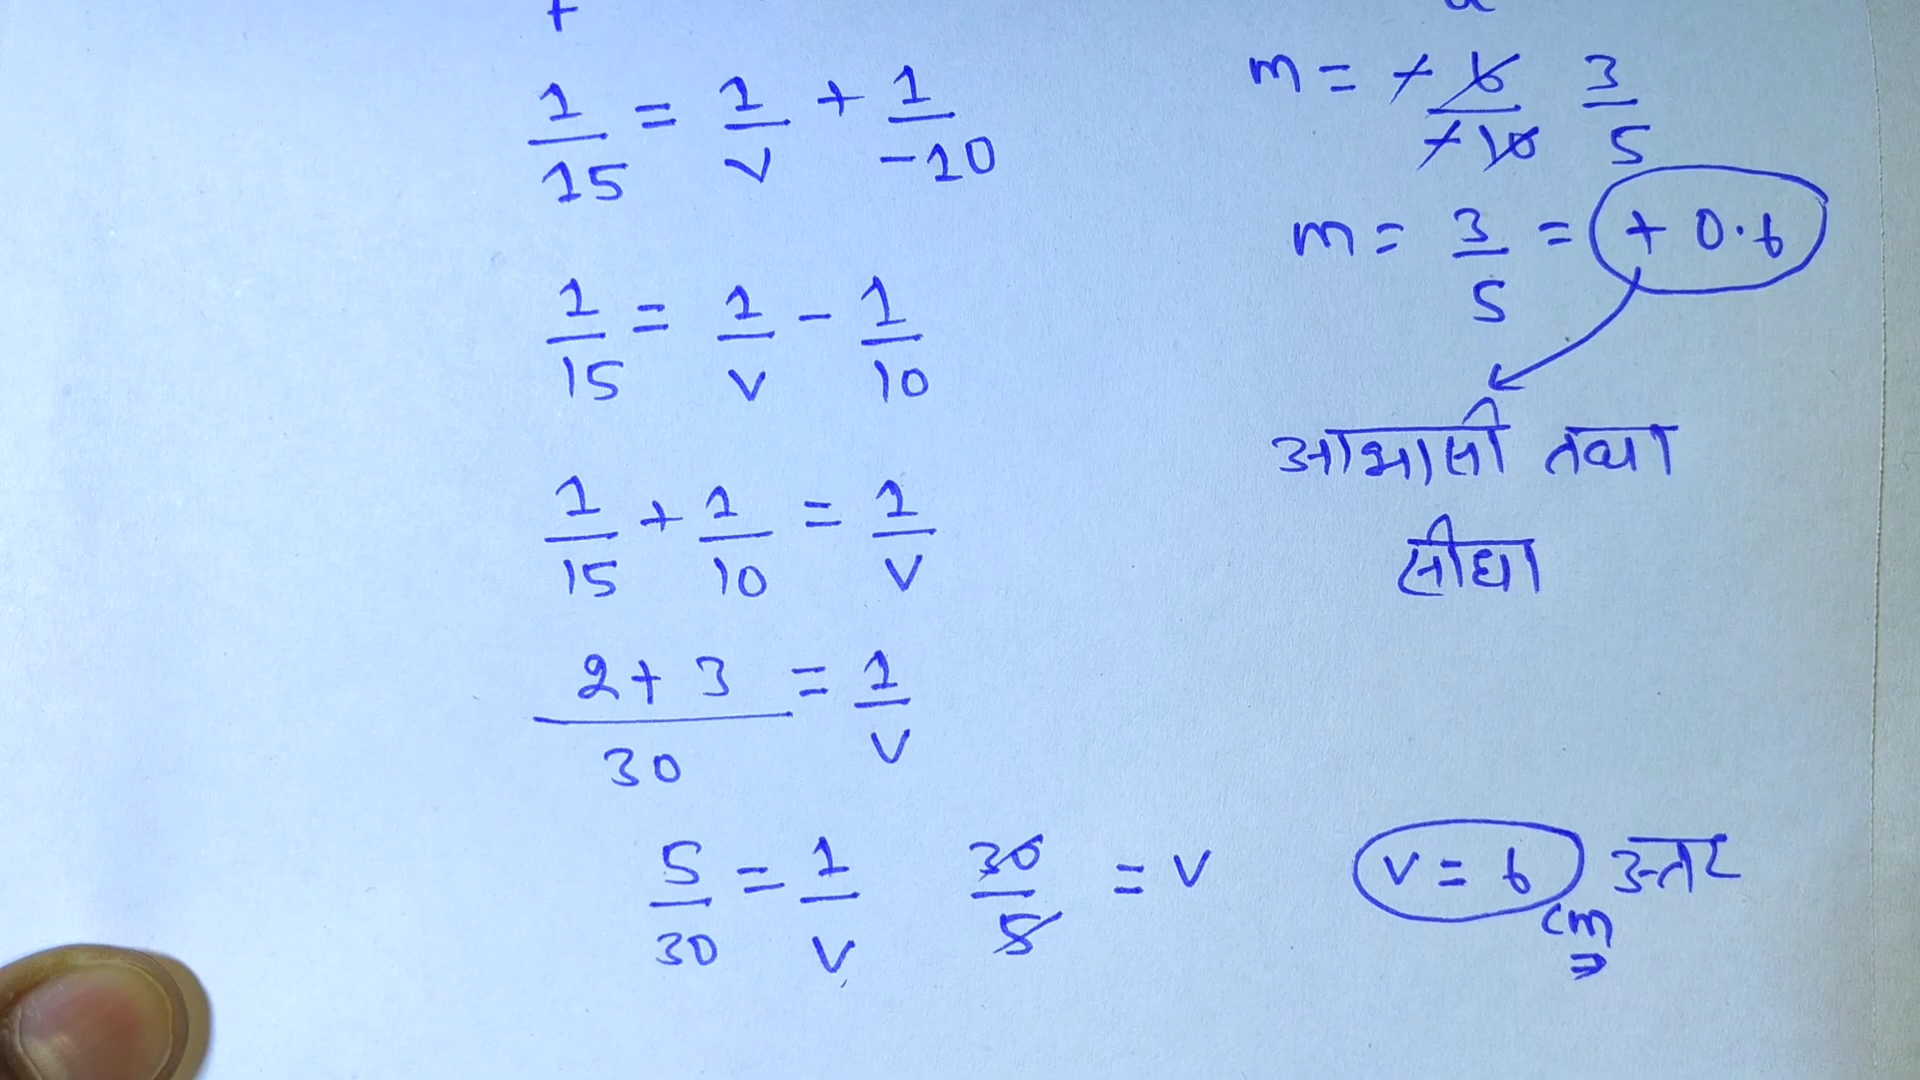 1/15 = 1/v + 1/-10
1/15 = 1/v - 1/10
1/15 + 1/10 = 1/v
2+3/30 = 1/v
5/30 = 1/v 30/5 = v
m = +6/+10 3/5
m = 3/5 = +0.6
आभासी तथा
सीधा
v = 6 cm उत्तर